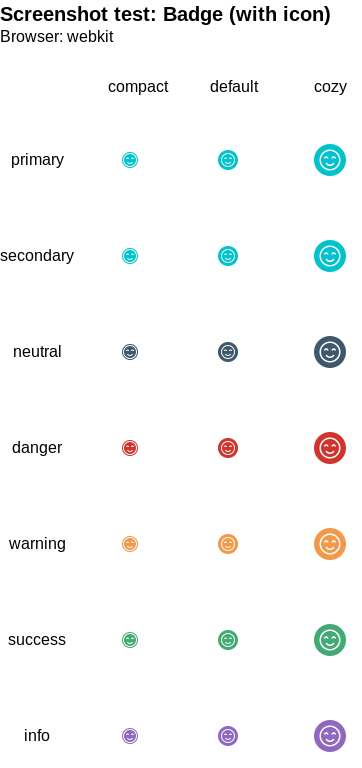 Screenshot test: Badge (with icon)
Browser: webkit
compact default cozy
primary
secondary
neutral
danger
warning
success
info